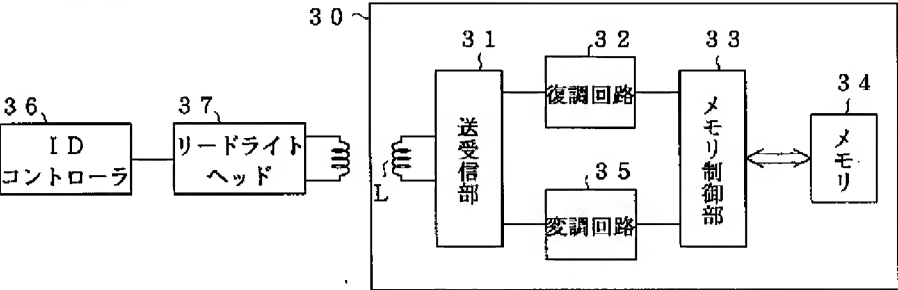 30
31
32
33
34
36
37
ID
コントローラ
リードライト
ヘッド
L
送受信部
復調回路
35
変調回路
メモリ制御部
メモリ